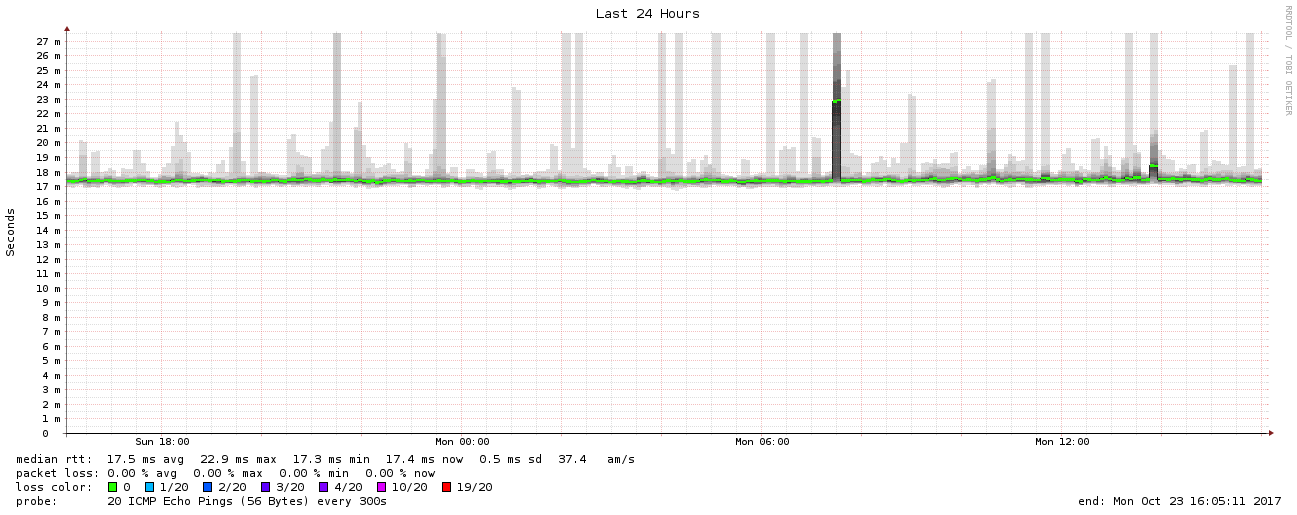 Last 24 Hours
RRDTOOL / TOBI OETIKER
Seconds
27 m
26 m
25 m
24 m
23 m
22 m
21 m
20 m
19 m
18 m
17 m
16 m
15 m
14 m
13 m
12 m
11 m
10 m
9 m
8 m
7 m
6 m
5 m
4 m
3 m
2 m
1 m
0
Sun 18:00 Mon 00:00 Mon 06:00 Mon 12:00
median rtt: 17.5 ms avg 22.9 ms max 17.3 ms min 17.4 ms now 0.5 ms sd 37.4 am/s
packet loss: 0.00 % avg 0.00 % max 0.00 % min 0.00 % now
loss color: 0 1/20 2/20 3/20 4/20 10/20 19/20
probe: 20 ICMP Echo Pings (56 Bytes) every 300s end: Mon Oct 23 16:05:11 2017